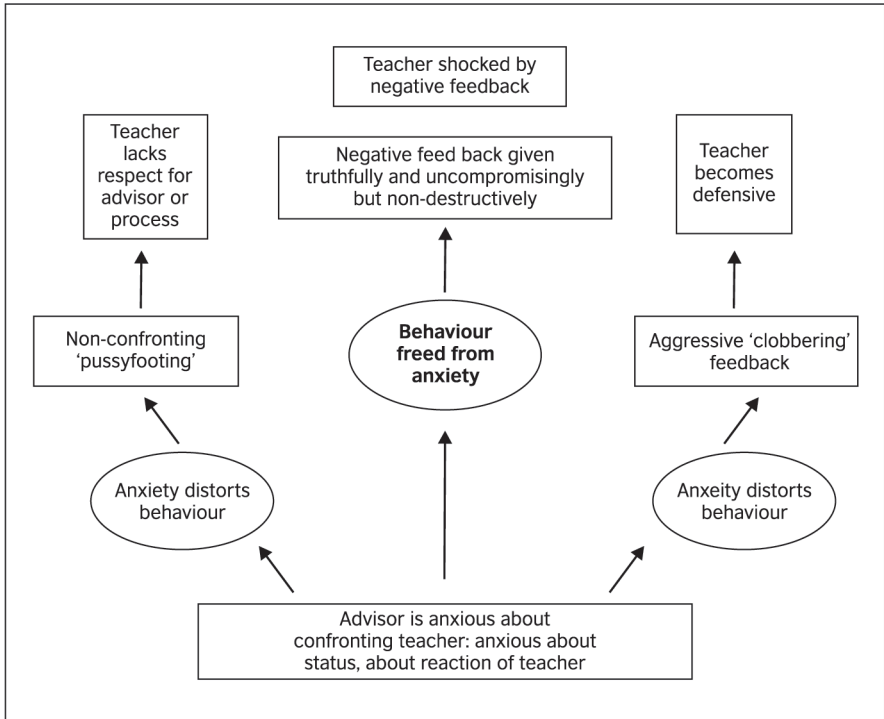 Teacher shocked by
negative feedback
Teacher
lacks
respect for
advisor or
process
Negative feed back given
truthfully and uncompromisingly
but non-destructively
Teacher
becomes
defensive
Non-confronting
'pussyfooting'
Behaviour
freed from
anxiety
Aggressive 'clobbering'
feedback
Anxiety distorts
behaviour
Anxeity distorts
behaviour
Advisor is anxious about
confronting teacher: anxious about
status, about reaction of teacher